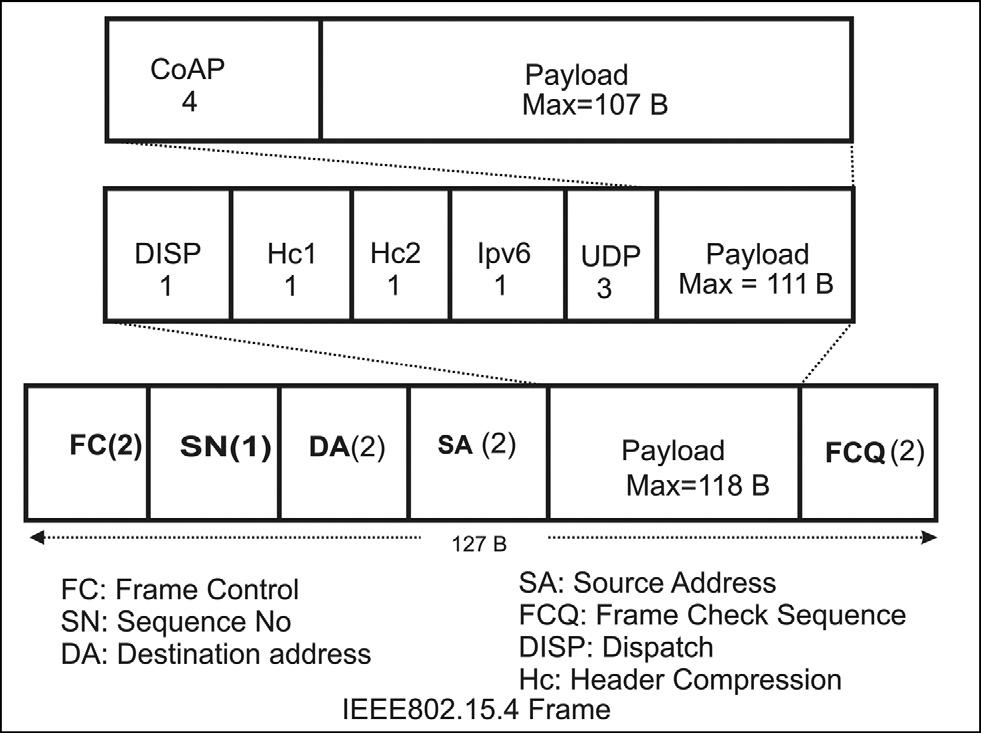 CoAP
4
Payload
Max=107 B
DISP
1
Hc1
1
Hc2
1
Ipv6
1
UDP
3
Payload
Max = 111 B
FC(2)
SN(1)
DA(2)
SA (2)
Payload
Max=118 B
FCQ (2)
127 B
FC: Frame Control
SN: Sequence No
DA: Destination address
SA: Source Address
FCQ: Frame Check Sequence
DISP: Dispatch
Hc: Header Compression
IEEE802.15.4 Frame